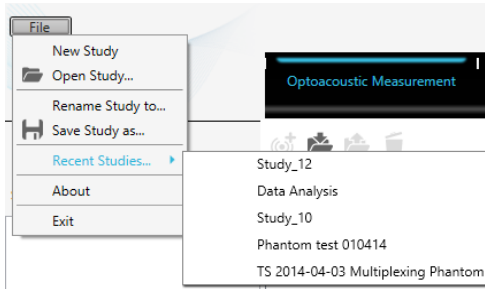 File
New Study
Open Study...
Rename Study to...
Save Study as...
Recent Studies...
About
Exit
Optoacoustic Measurement
Study_12
Data Analysis
Study_10
Phantom test 010414
TS 2014-04-03 Multiplexing Phantom